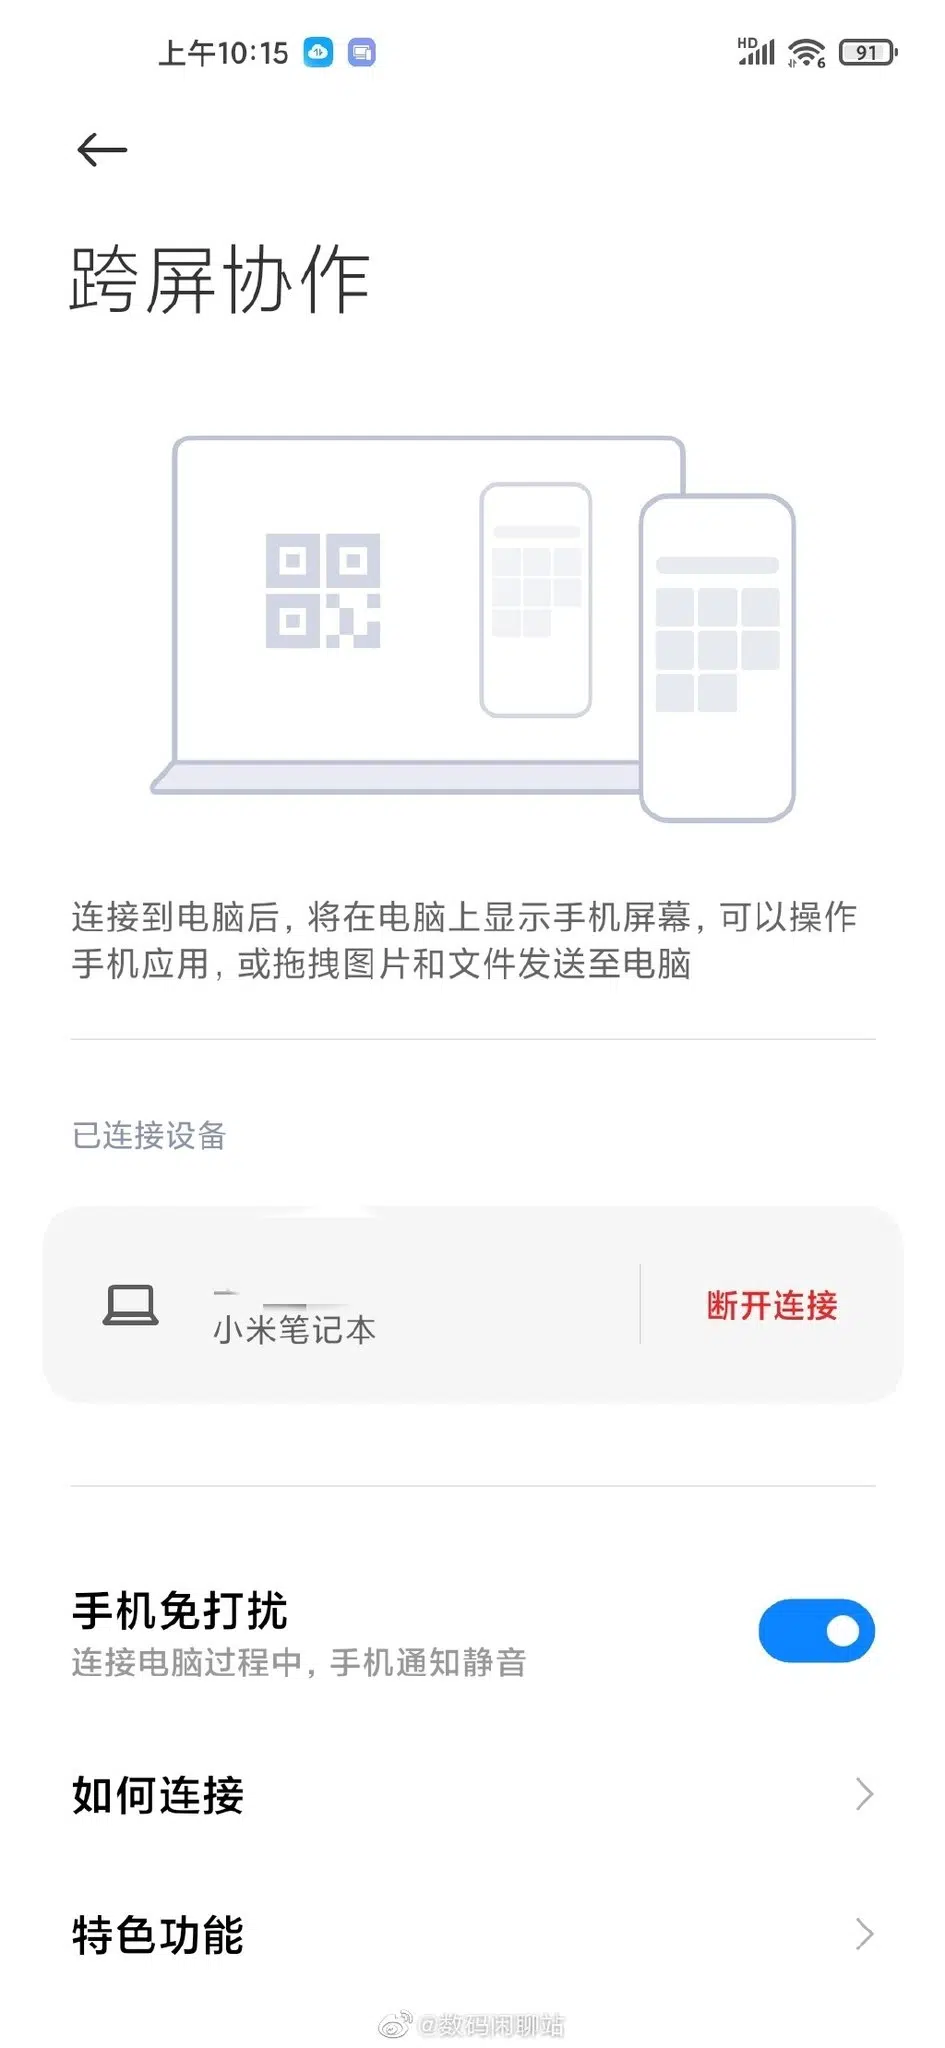 上午10:15
HD
6
91
跨屏协作
连接到电脑后，将在电脑上显示手机屏幕，可以操作
手机应用，或拖拽图片和文件发送至电脑
已连接设备
小米笔记本
断开连接
手机免打扰
连接电脑过程中，手机通知静音
如何连接
特色功能
@数码闲聊站